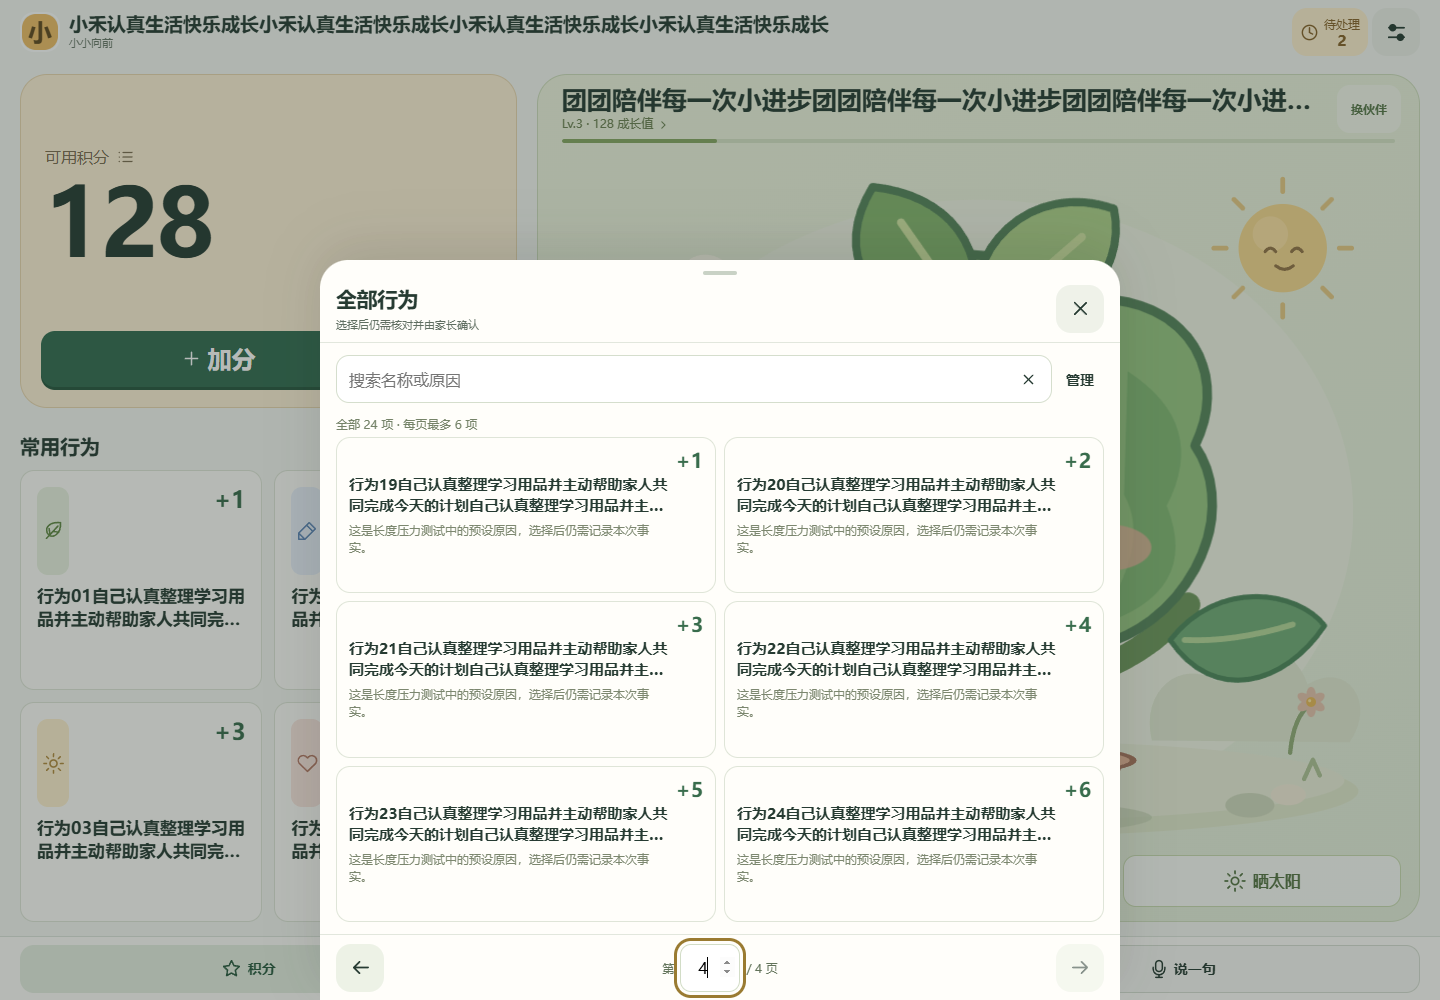 小
小禾认真生活快乐成长小禾认真生活快乐成长小禾认真生活快乐成长小禾认真生活快乐成长
小小向前
待处理
2
可用积分
128
+ 加分
团团陪伴每一次小进步团团陪伴每一次小进步团团陪伴每一次小进...
Lv.3 · 128 成长值
换伙伴
常用行为
+1
行为01自己认真整理学习用
品并主动帮助家人共同完...
行为
品并
+3
行为03自己认真整理学习用
品并主动帮助家人共同完...
行为
品并
全部行为
选择后仍需核对并由家长确认
搜索名称或原因
管理
全部 24 项 · 每页最多 6 项
+1
行为19自己认真整理学习用品并主动帮助家人共
同完成今天的计划自己认真整理学习用品并主...
这是长度压力测试中的预设原因，选择后仍需记录本次事
实。
+2
行为20自己认真整理学习用品并主动帮助家人共
同完成今天的计划自己认真整理学习用品并主...
这是长度压力测试中的预设原因，选择后仍需记录本次事
实。
+3
行为21自己认真整理学习用品并主动帮助家人共
同完成今天的计划自己认真整理学习用品并主...
这是长度压力测试中的预设原因，选择后仍需记录本次事
实。
+4
行为22自己认真整理学习用品并主动帮助家人共
同完成今天的计划自己认真整理学习用品并主...
这是长度压力测试中的预设原因，选择后仍需记录本次事
实。
+5
行为23自己认真整理学习用品并主动帮助家人共
同完成今天的计划自己认真整理学习用品并主...
这是长度压力测试中的预设原因，选择后仍需记录本次事
实。
+6
行为24自己认真整理学习用品并主动帮助家人共
同完成今天的计划自己认真整理学习用品并主...
这是长度压力测试中的预设原因，选择后仍需记录本次事
实。
第 4 / 4 页
晒太阳
积分
说一句